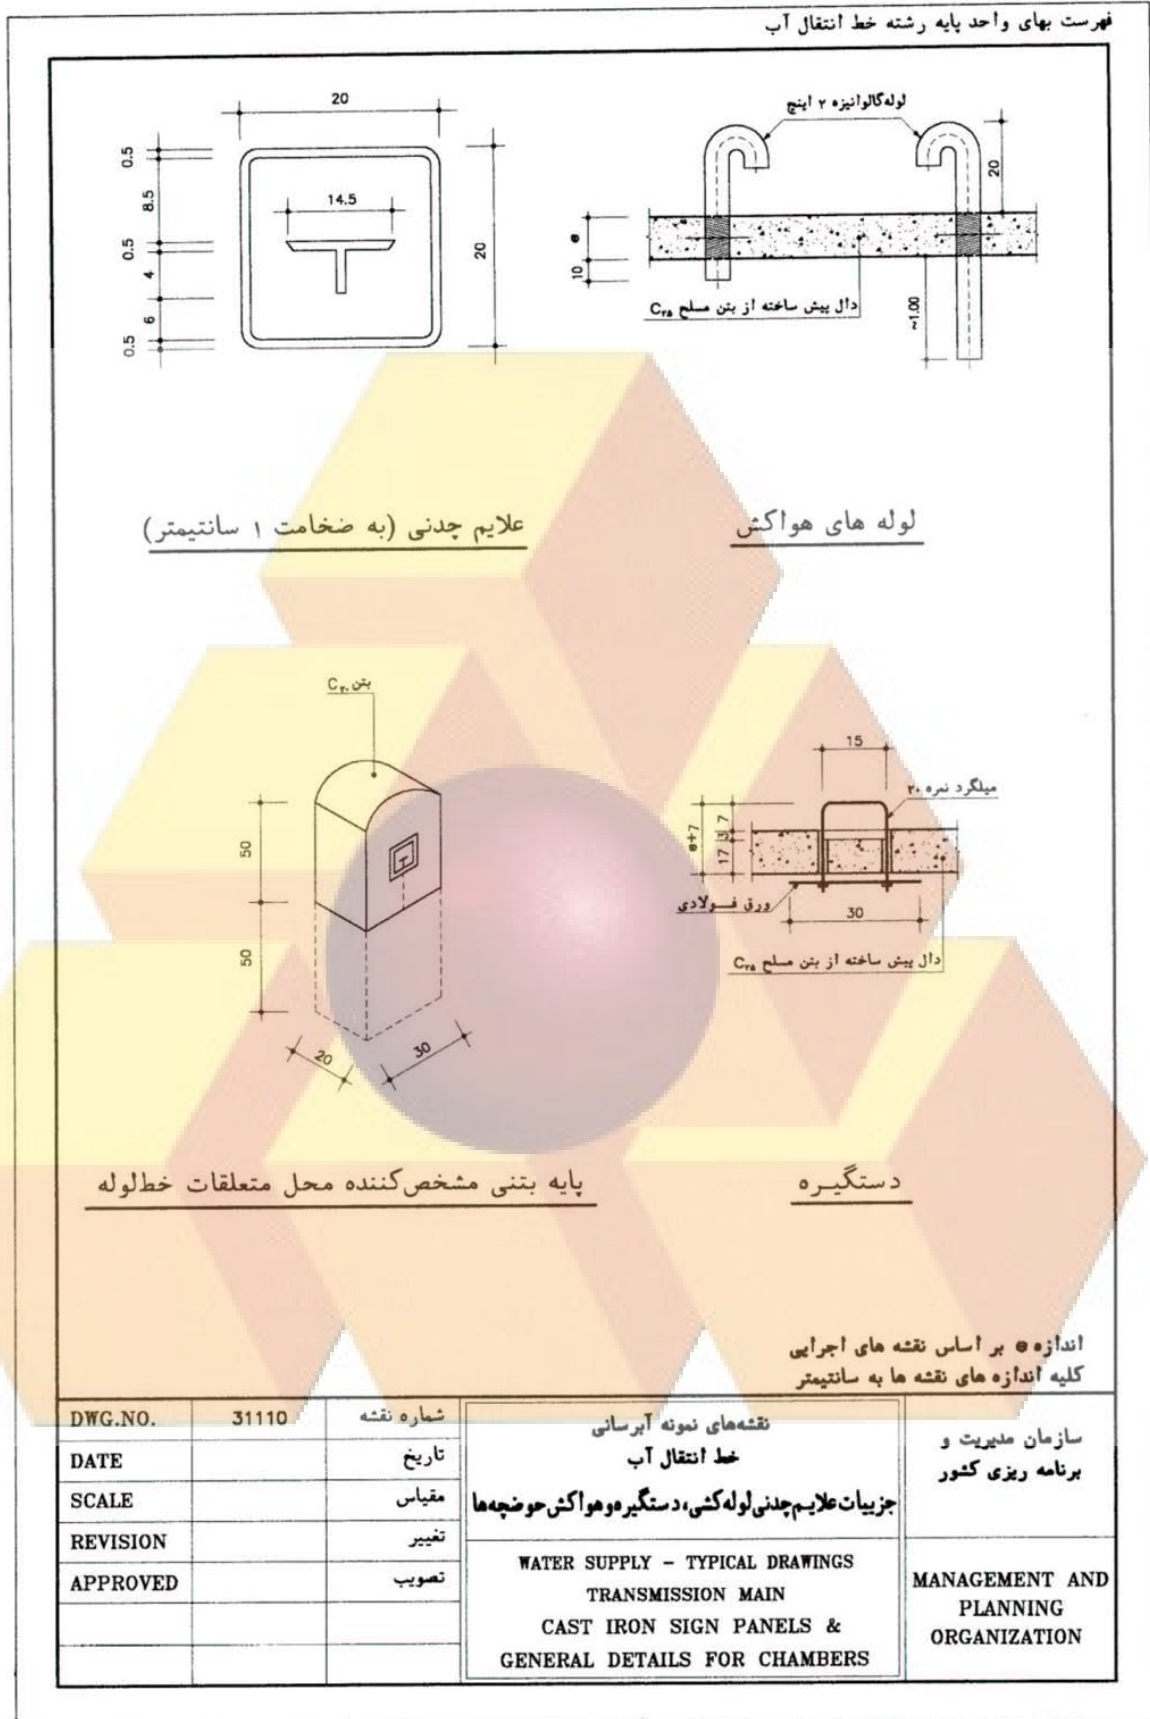 فهرست بهای واحد پایه رشته خط انتقال آب
20
0.5
8.5
0.5
4
6
0.5
14.5
20
لوله گالوانیزه ۲ اینچ
20
e
10
~1.00
دال پیش ساخته از بتن مسلح C۲۵
علایم چدنی (به ضخامت ۱ سانتیمتر)
لوله های هواکش
بتن C۲۰
50
50
20
30
15
میلگرد نمره ۲۰
e+7
7
3
17
ورق فولادی
30
دال پیش ساخته از بتن مسلح C۲۵
پایه بتنی مشخص‌کننده محل متعلقات خط‌لوله
دستگیره
اندازه e بر اساس نقشه های اجرایی
کلیه اندازه های نقشه ها به سانتیمتر
DWG.NO. 31110 شماره نقشه
DATE تاریخ
SCALE مقیاس
REVISION تغییر
APPROVED تصویب
نقشه‌های نمونه آبرسانی
خط انتقال آب
جزییات علایم چدنی لوله کشی، دستگیره و هواکش حوضچه‌ها
WATER SUPPLY – TYPICAL DRAWINGS
TRANSMISSION MAIN
CAST IRON SIGN PANELS &
GENERAL DETAILS FOR CHAMBERS
سازمان مدیریت و
برنامه ریزی کشور
MANAGEMENT AND
PLANNING
ORGANIZATION